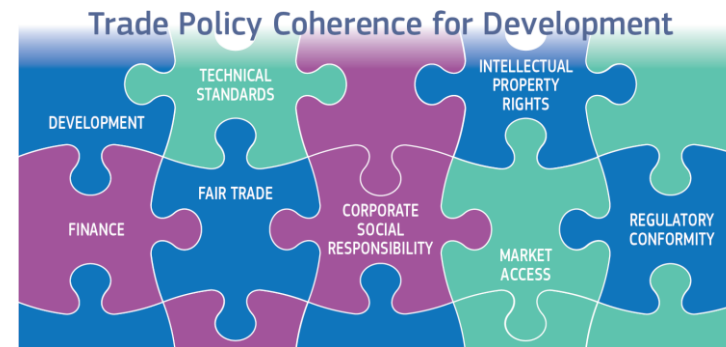 Trade Policy Coherence for Development
TECHNICAL
STANDARDS
INTELLECTUAL
PROPERTY
RIGHTS
DEVELOPMENT
FAIR TRADE
FINANCE
CORPORATE
SOCIAL
RESPONSIBILITY
MARKET
ACCESS
REGULATORY
CONFORMITY